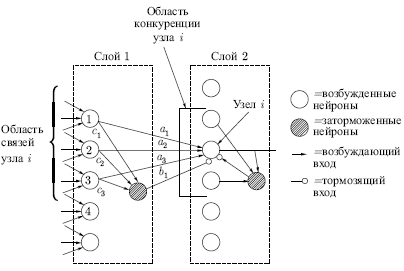 Область
конкуренции
узла i
Слой 1
Слой 2
Узел i
Область
связей
узла i
1
2
3
4
c₁
c₂
c₃
a₁
a₂
a₃
b₁
=возбужденные
нейроны
=заторможенные
нейроны
=возбуждающий
вход
=тормозящий
вход